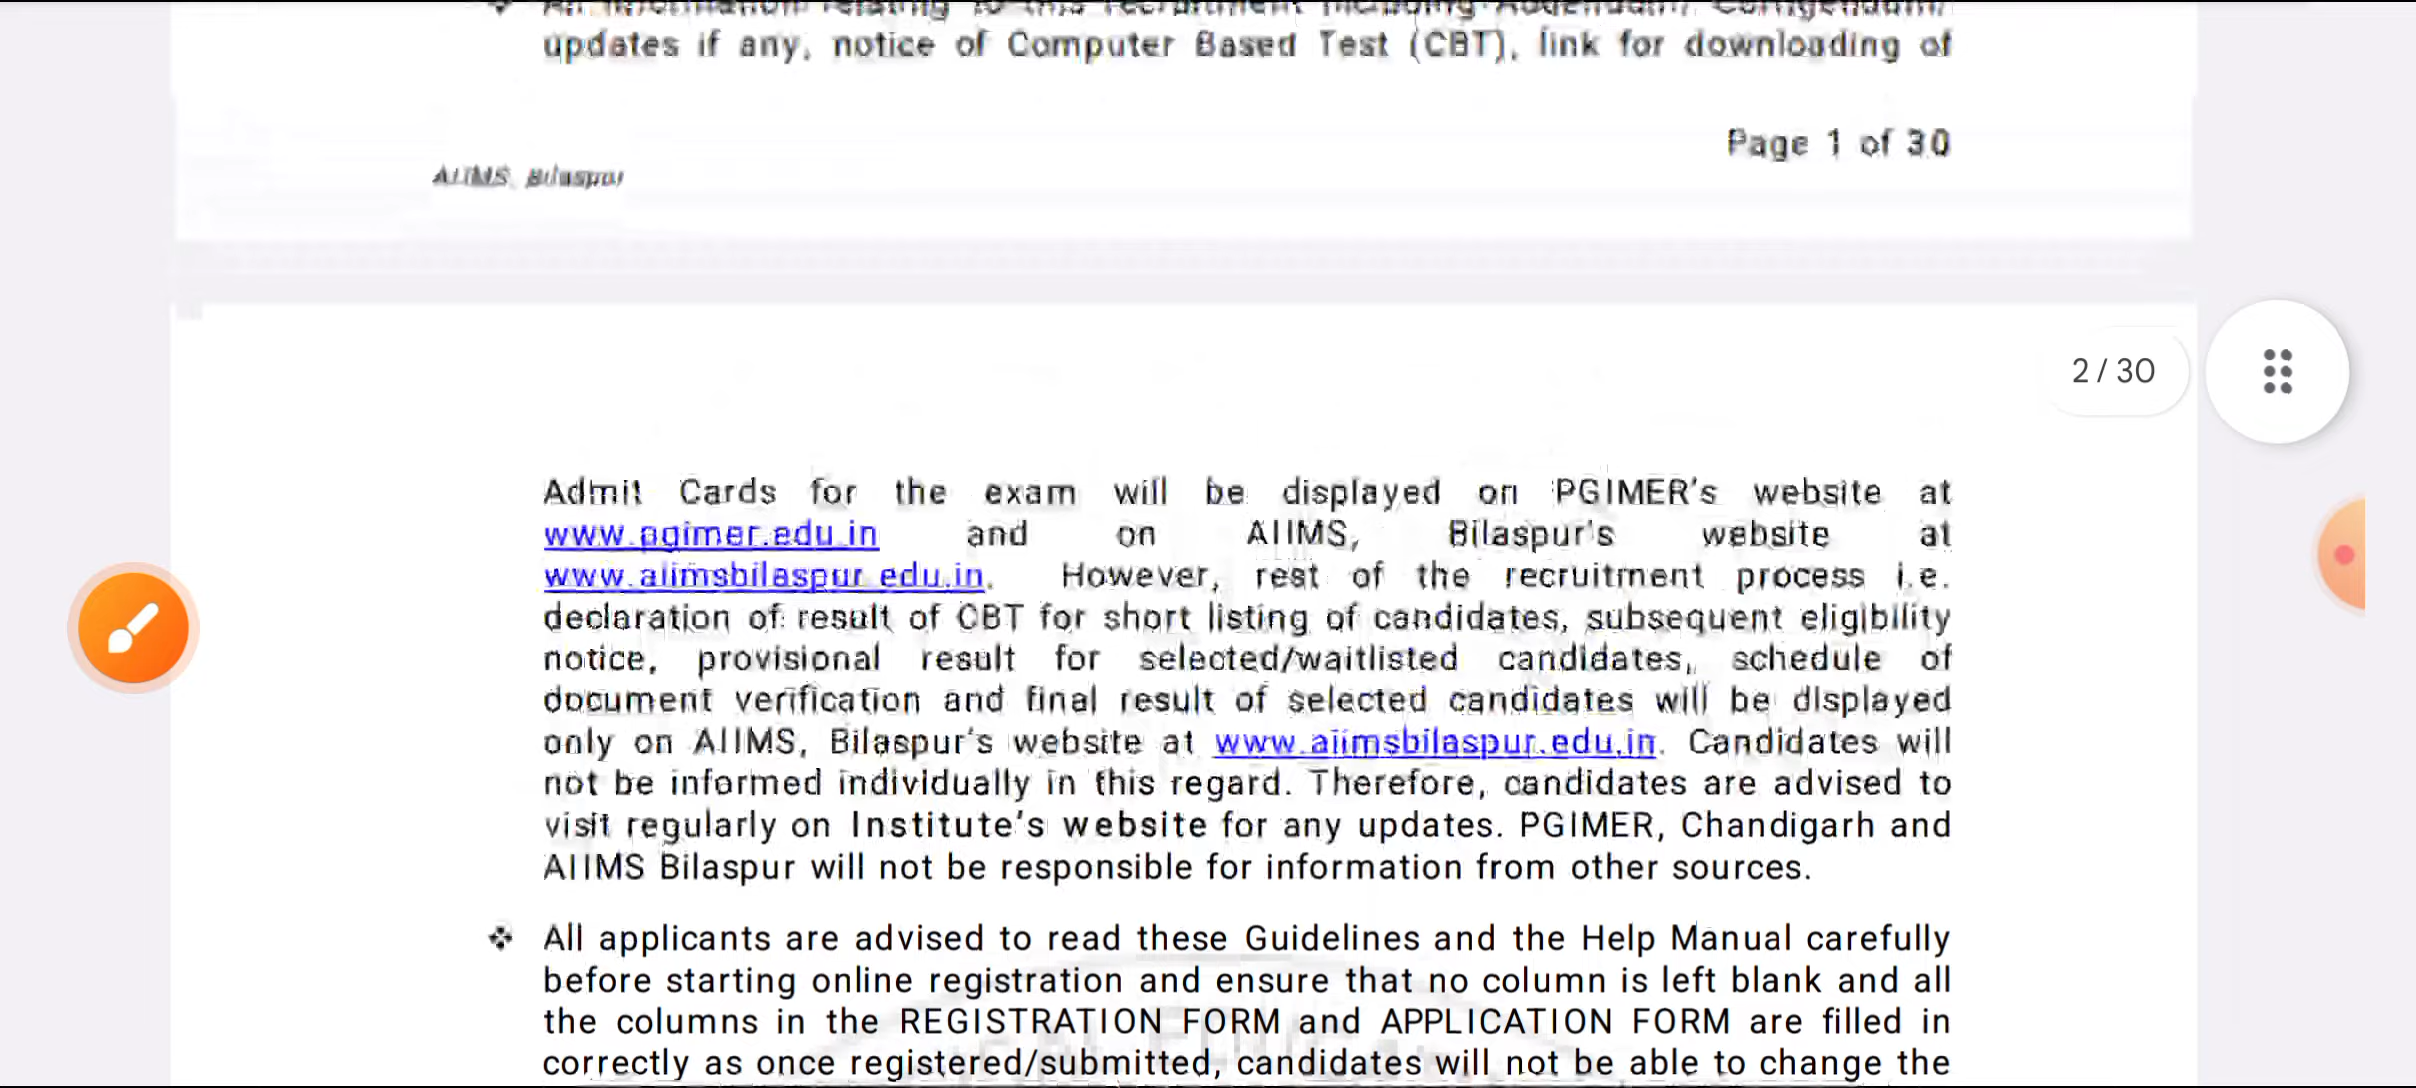 All information relating to this recruitment including Addendum/ Corrigendum/
updates if any, notice of Computer Based Test (CBT), link for downloading of
Page 1 of 30
AIIMS, Bilaspur
2 / 30
Admit Cards for the exam will be displayed on PGIMER's website at
www.pgimer.edu.in and on AIIMS, Bilaspur's website at
www.aiimsbilaspur.edu.in. However, rest of the recruitment process i.e.
declaration of result of CBT for short listing of candidates, subsequent eligibility
notice, provisional result for selected/waitlisted candidates, schedule of
document verification and final result of selected candidates will be displayed
only on AIIMS, Bilaspur's website at www.aiimsbilaspur.edu.in. Candidates will
not be informed individually in this regard. Therefore, candidates are advised to
visit regularly on Institute's website for any updates. PGIMER, Chandigarh and
AIIMS Bilaspur will not be responsible for information from other sources.
❖ All applicants are advised to read these Guidelines and the Help Manual carefully
before starting online registration and ensure that no column is left blank and all
the columns in the REGISTRATION FORM and APPLICATION FORM are filled in
correctly as once registered/submitted, candidates will not be able to change the